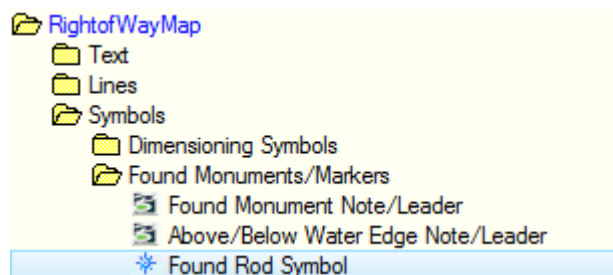 RightofWayMap
Text
Lines
Symbols
Dimensioning Symbols
Found Monuments/Markers
Found Monument Note/Leader
Above/Below Water Edge Note/Leader
Found Rod Symbol